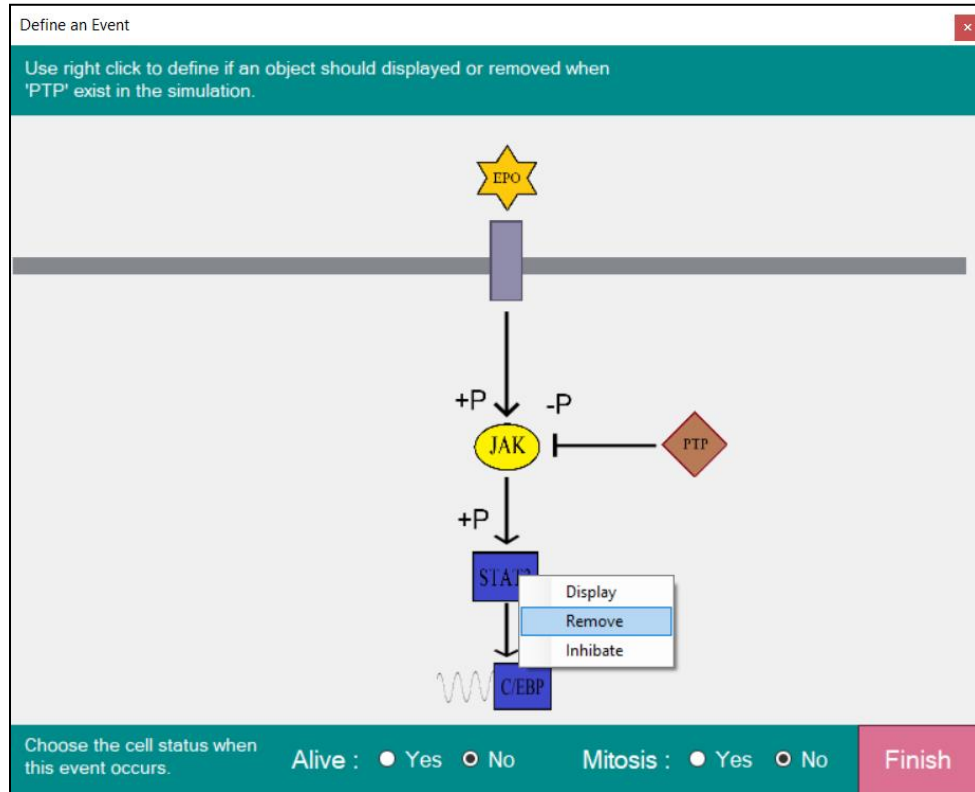 Define an Event
Use right click to define if an object should displayed or removed when
'PTP' exist in the simulation.
EPO
+P
-P
JAK
PTP
+P
Display
Remove
Inhibate
C/EBP
Choose the cell status when
this event occurs.
Alive : Yes No
Mitosis : Yes No
Finish